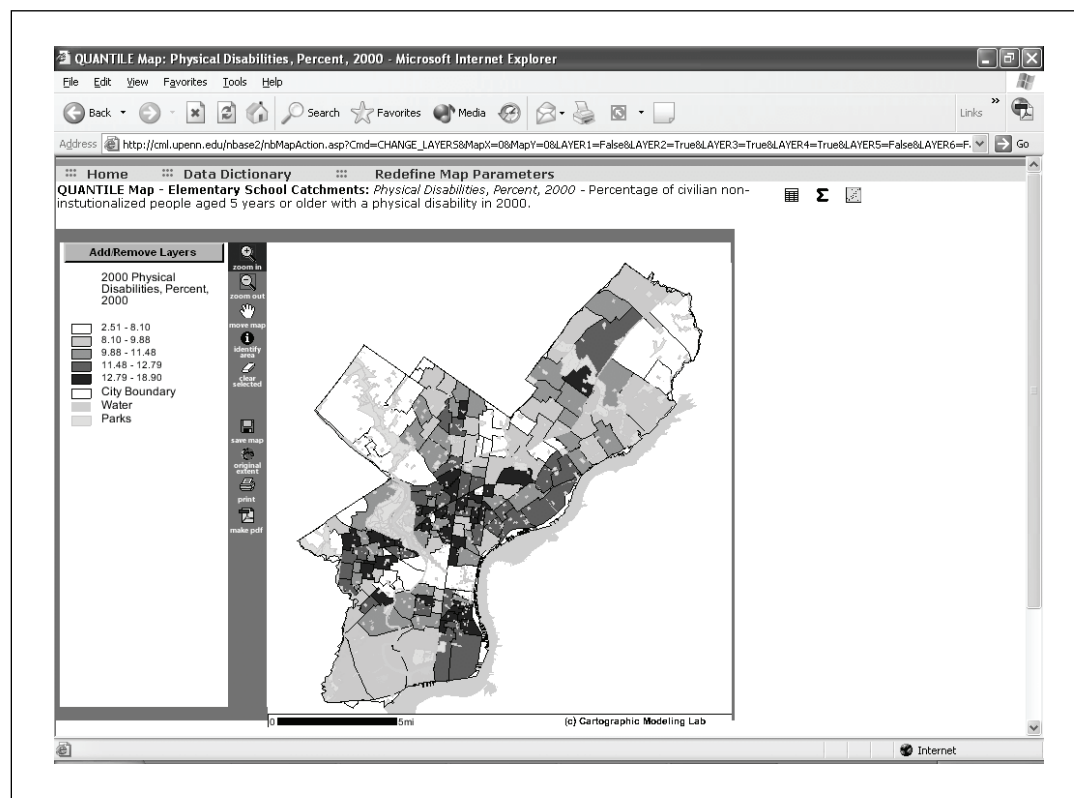 QUANTILE Map: Physical Disabilities, Percent, 2000 - Microsoft Internet Explorer
File Edit View Favorites Tools Help
Back Search Favorites Media Links »
Address http://cml.upenn.edu/nbase2/nbMapAction.asp?Cmd=CHANGE_LAYERS&MapX=0&MapY=0&LAYER1=False&LAYER2=True&LAYER3=True&LAYER4=True&LAYER5=False&LAYER6=F. Go
Home Data Dictionary Redefine Map Parameters
QUANTILE Map - Elementary School Catchments: Physical Disabilities, Percent, 2000 - Percentage of civilian non-
instutionalized people aged 5 years or older with a physical disability in 2000.
Σ
Add/Remove Layers
2000 Physical
Disabilities, Percent,
2000
2.51 - 8.10
8.10 - 9.88
9.88 - 11.48
11.48 - 12.79
12.79 - 18.90
City Boundary
Water
Parks
zoom in
zoom out
move map
identify
area
clear
selected
save map
original
extent
print
make pdf
0 5mi
(c) Cartographic Modeling Lab
Internet